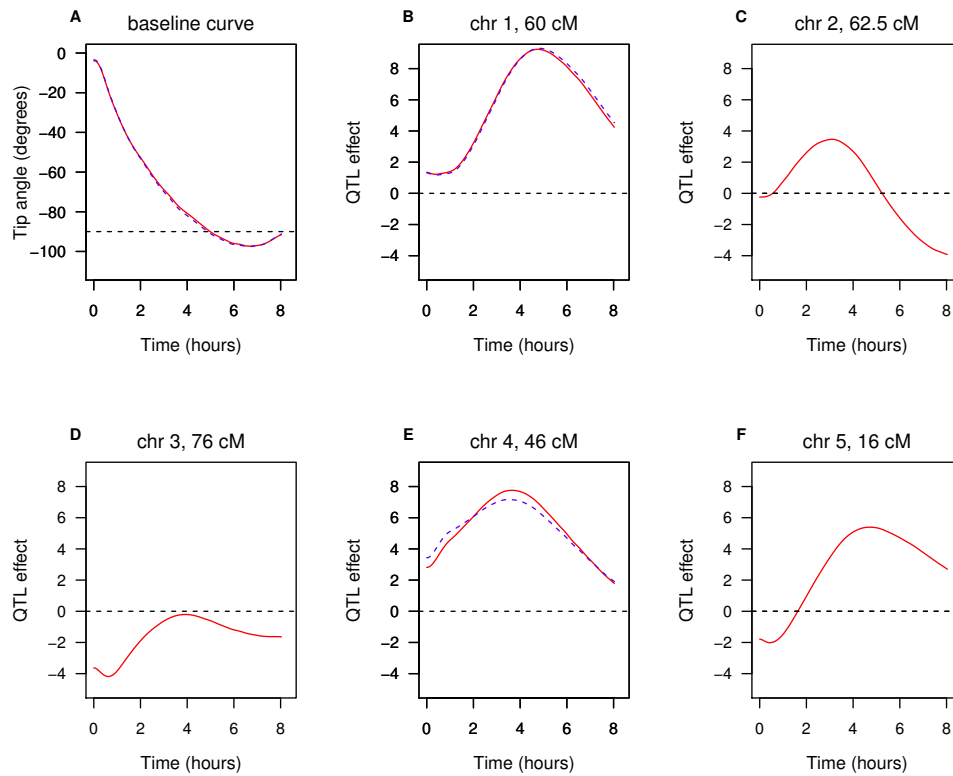 A baseline curve
Tip angle (degrees)
0
−20
−40
−60
−80
−100
0 2 4 6 8
Time (hours)
B chr 1, 60 cM
QTL effect
8
6
4
2
0
−2
−4
0 2 4 6 8
Time (hours)
C chr 2, 62.5 cM
QTL effect
8
6
4
2
0
−2
−4
0 2 4 6 8
Time (hours)
D chr 3, 76 cM
QTL effect
8
6
4
2
0
−2
−4
0 2 4 6 8
Time (hours)
E chr 4, 46 cM
QTL effect
8
6
4
2
0
−2
−4
0 2 4 6 8
Time (hours)
F chr 5, 16 cM
QTL effect
8
6
4
2
0
−2
−4
0 2 4 6 8
Time (hours)